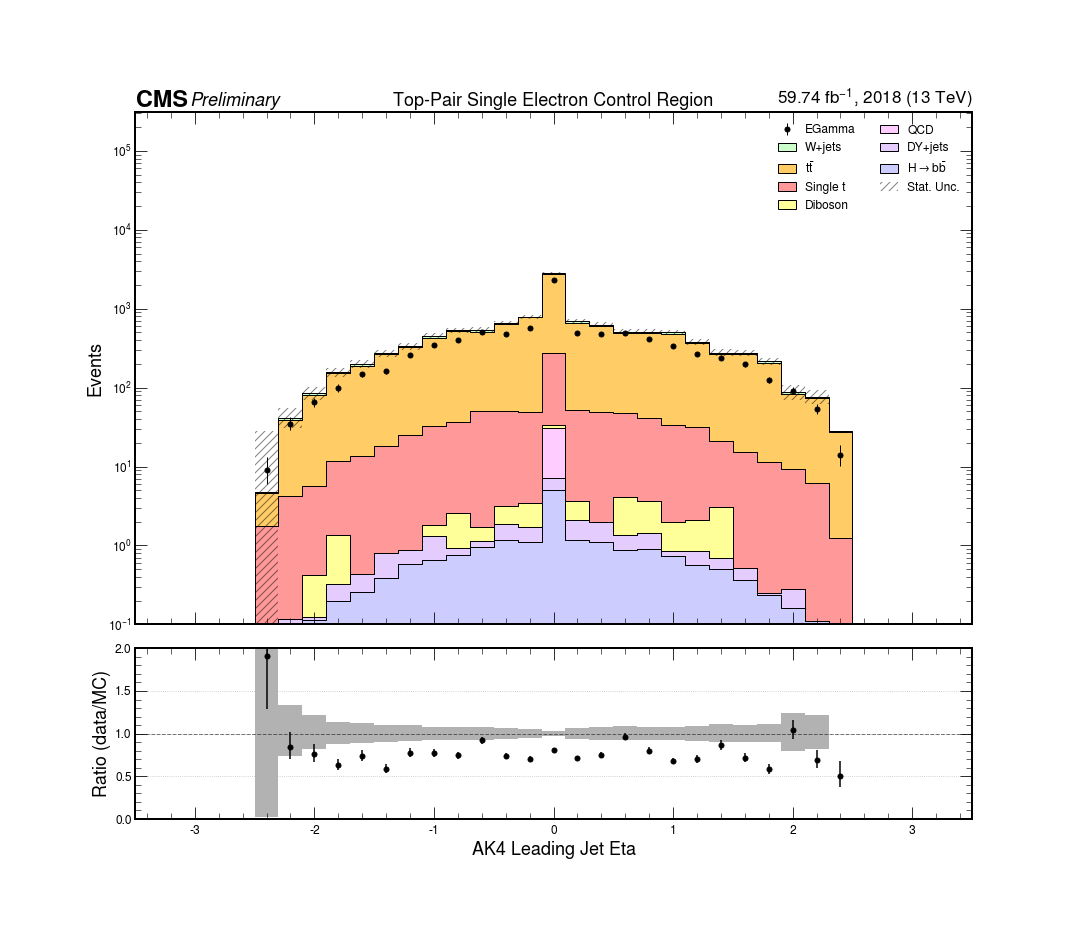 CMS Preliminary Top-Pair Single Electron Control Region 59.74 fb⁻¹, 2018 (13 TeV)
EGamma QCD
W+jets DY+jets
tt̄ H→bb̄
Single t Stat. Unc.
Diboson
10⁵
10⁴
10³
10²
10¹
10⁰
10⁻¹
Events
2.0
1.5
1.0
0.5
0.0
Ratio (data/MC)
-3 -2 -1 0 1 2 3
AK4 Leading Jet Eta